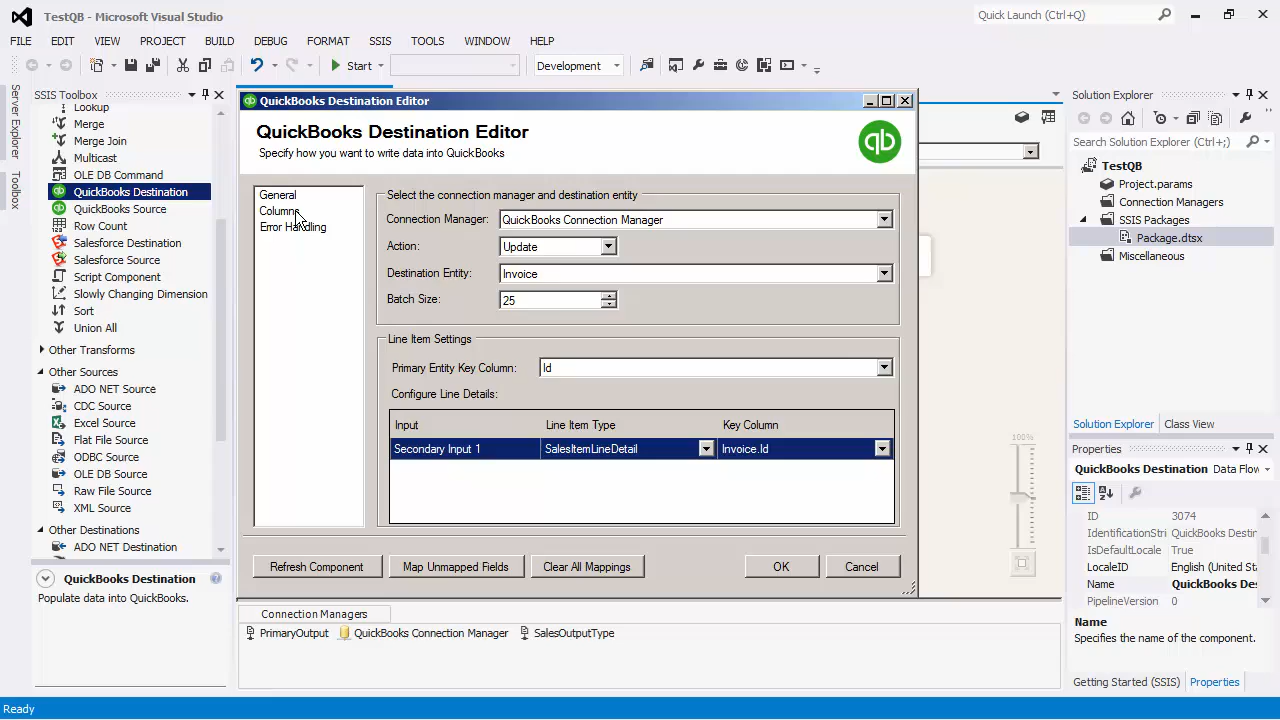 TestQB - Microsoft Visual Studio
Quick Launch (Ctrl+Q)
FILE EDIT VIEW PROJECT BUILD DEBUG FORMAT SSIS TOOLS WINDOW HELP
Start
Development
Server Explorer
Toolbox
SSIS Toolbox
Lookup
Merge
Merge Join
Multicast
OLE DB Command
QuickBooks Destination
QuickBooks Source
Row Count
Salesforce Destination
Salesforce Source
Script Component
Slowly Changing Dimension
Sort
Union All
Other Transforms
Other Sources
ADO NET Source
CDC Source
Excel Source
Flat File Source
ODBC Source
OLE DB Source
Raw File Source
XML Source
Other Destinations
ADO NET Destination
QuickBooks Destination
Populate data into QuickBooks.
QuickBooks Destination Editor
QuickBooks Destination Editor
Specify how you want to write data into QuickBooks
qb
General
Columns
Error Handling
Select the connection manager and destination entity
Connection Manager: QuickBooks Connection Manager
Action: Update
Destination Entity: Invoice
Batch Size: 25
Line Item Settings
Primary Entity Key Column: Id
Configure Line Details:
Input Line Item Type Key Column
Secondary Input 1 SalesItemLineDetail Invoice.Id
Refresh Component Map Unmapped Fields Clear All Mappings OK Cancel
100%
Connection Managers
PrimaryOutput QuickBooks Connection Manager SalesOutputType
Solution Explorer
Search Solution Explorer (Ctrl+;)
TestQB
Project.params
Connection Managers
SSIS Packages
Package.dtsx
Miscellaneous
Solution Explorer Class View
Properties
QuickBooks Destination Data Flow
ID 3074
IdentificationStri QuickBooks Destin
IsDefaultLocale True
LocaleID English (United Sta
Name QuickBooks Des
PipelineVersion 0
Name
Specifies the name of the component.
Getting Started (SSIS) Properties
Ready